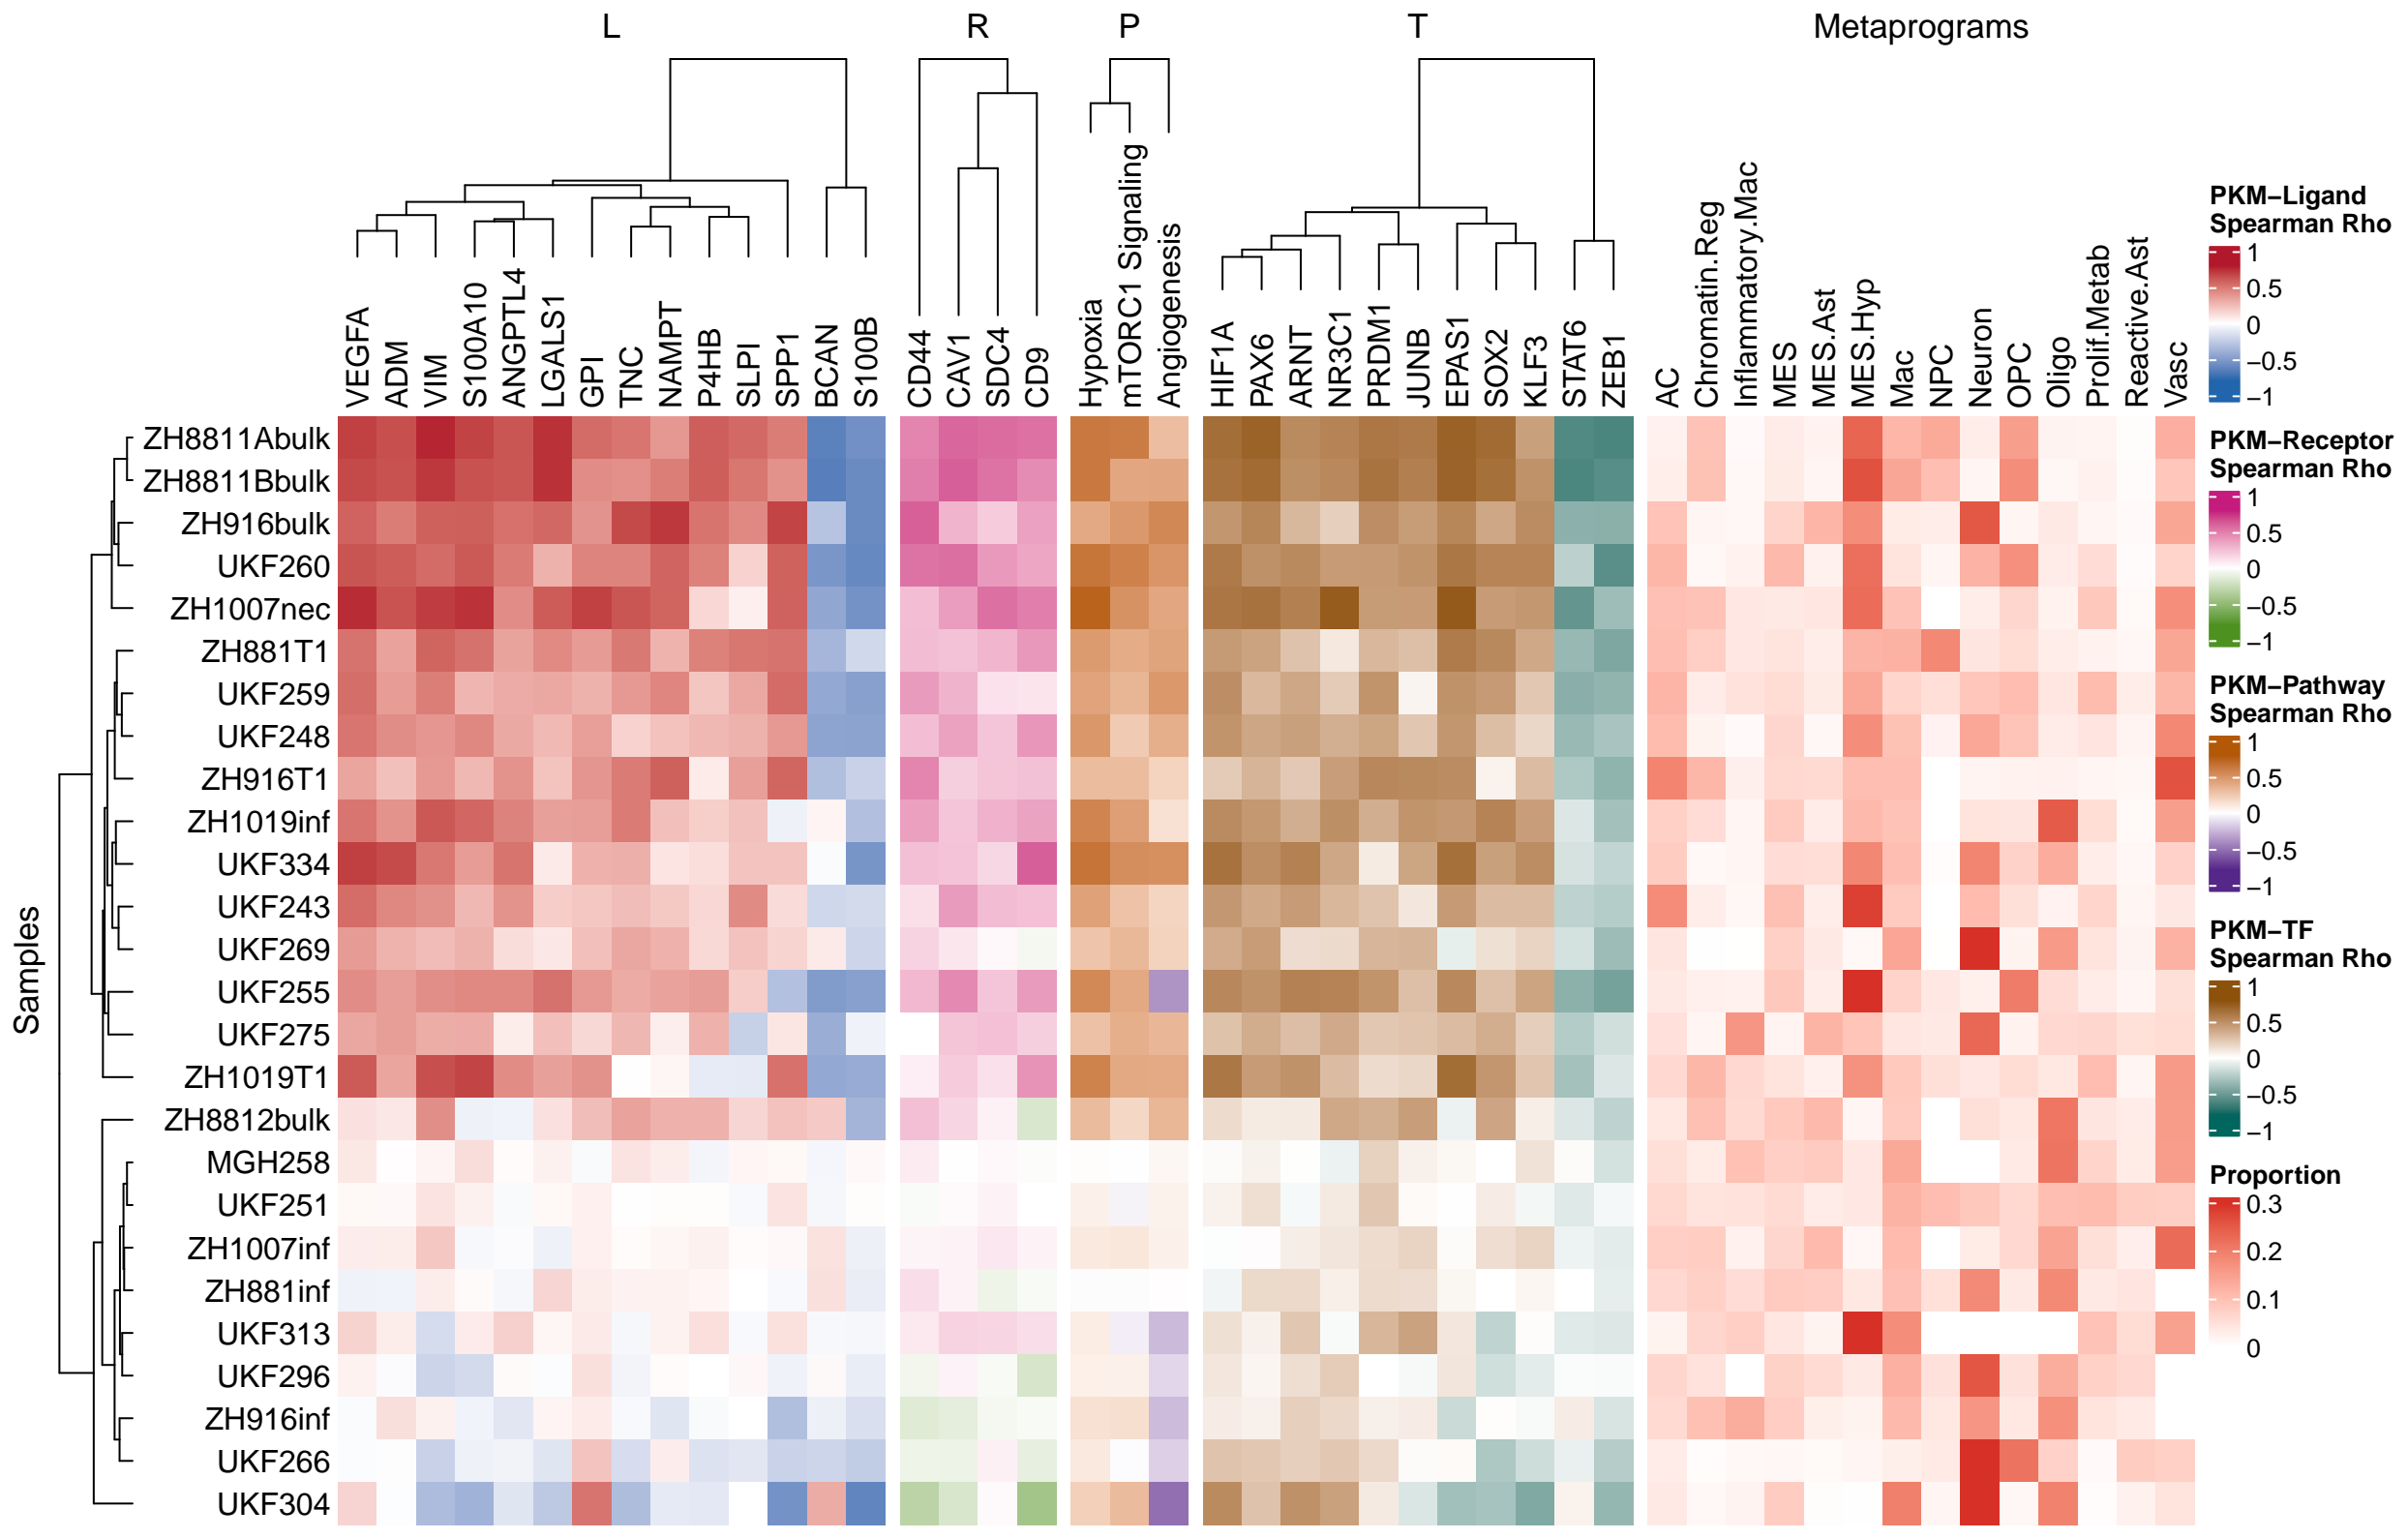 L
R
P
T
Metaprograms
VEGFA
ADM
VIM
S100A10
ANGPTL4
LGALS1
GPI
TNC
NAMPT
P4HB
SLPI
SPP1
BCAN
S100B
CD44
CAV1
SDC4
CD9
Hypoxia
mTORC1 Signaling
Angiogenesis
HIF1A
PAX6
ARNT
NR3C1
PRDM1
JUNB
EPAS1
SOX2
KLF3
STAT6
ZEB1
AC
Chromatin.Reg
Inflammatory.Mac
MES
MES.Ast
MES.Hyp
Mac
NPC
Neuron
OPC
Oligo
Prolif.Metab
Reactive.Ast
Vasc
Samples
ZH8811Abulk
ZH8811Bbulk
ZH916bulk
UKF260
ZH1007nec
ZH881T1
UKF259
UKF248
ZH916T1
ZH1019inf
UKF334
UKF243
UKF269
UKF255
UKF275
ZH1019T1
ZH8812bulk
MGH258
UKF251
ZH1007inf
ZH881inf
UKF313
UKF296
ZH916inf
UKF266
UKF304
PKM−Ligand
Spearman Rho
1
0.5
0
−0.5
−1
PKM−Receptor
Spearman Rho
1
0.5
0
−0.5
−1
PKM−Pathway
Spearman Rho
1
0.5
0
−0.5
−1
PKM−TF
Spearman Rho
1
0.5
0
−0.5
−1
Proportion
0.3
0.2
0.1
0